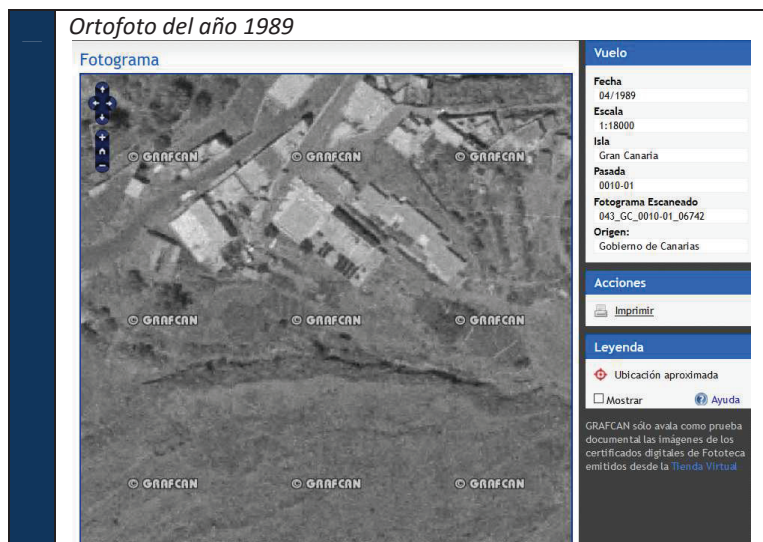 Ortofoto del año 1989
Fotograma
© GRAFCAN © GRAFCAN © GRAFCAN
© GRAFCAN © GRAFCAN © GRAFCAN
© GRAFCAN © GRAFCAN © GRAFCAN
Vuelo
Fecha
04/1989
Escala
1:18000
Isla
Gran Canaria
Pasada
0010-01
Fotograma Escaneado
043_GC_0010-01_06742
Origen:
Gobierno de Canarias
Acciones
Imprimir
Leyenda
Ubicación aproximada
Mostrar
Ayuda
GRAFCAN sólo avala como prueba
documental las imágenes de los
certificados digitales de Fototeca
emitidos desde la Tienda Virtual